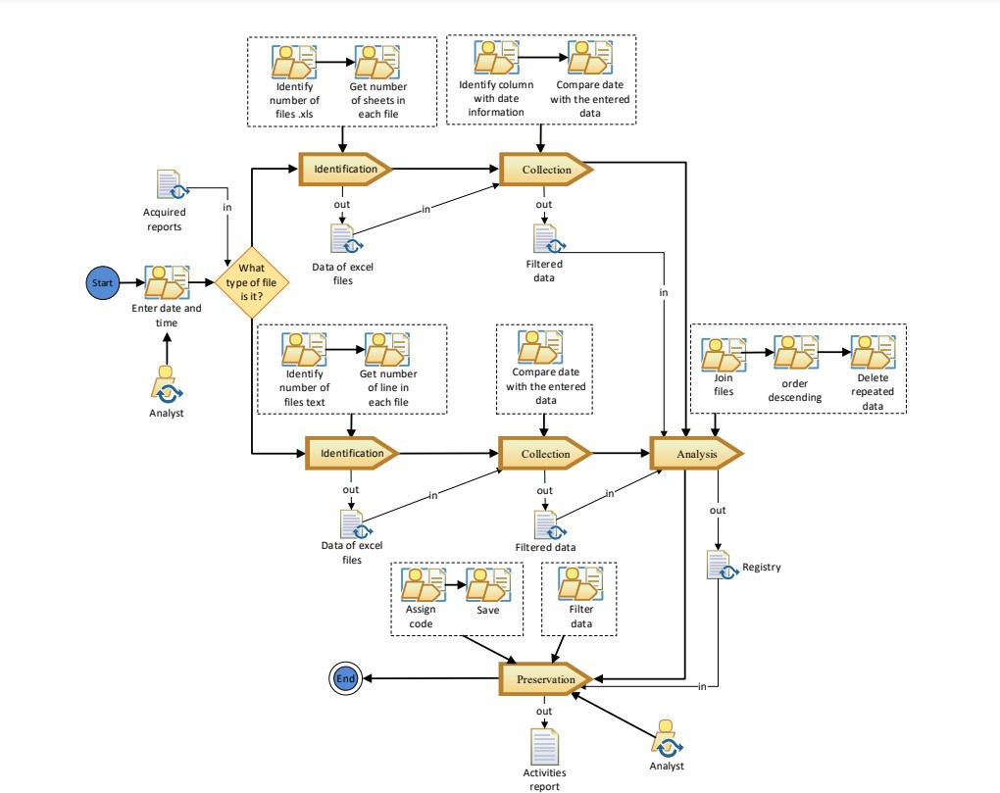 Identify
number of
files .xls
Get number
of sheets in
each file
Identify column
with date
information
Compare date
with the entered
data
Identification
Collection
Acquired
reports
in
out
in
out
Data of excel
files
Filtered
data
What
type of file
is it?
Start
Enter date and
time
in
Analyst
Identify
number of
files text
Get number
of line in
each file
Compare date
with the entered
data
Join
files
order
descending
Delete
repeated
data
Identification
Collection
Analysis
out
in
out
in
out
Data of excel
files
Filtered data
Registry
Assign
code
Save
Filter
data
End
Preservation
in
out
Activities
report
Analyst